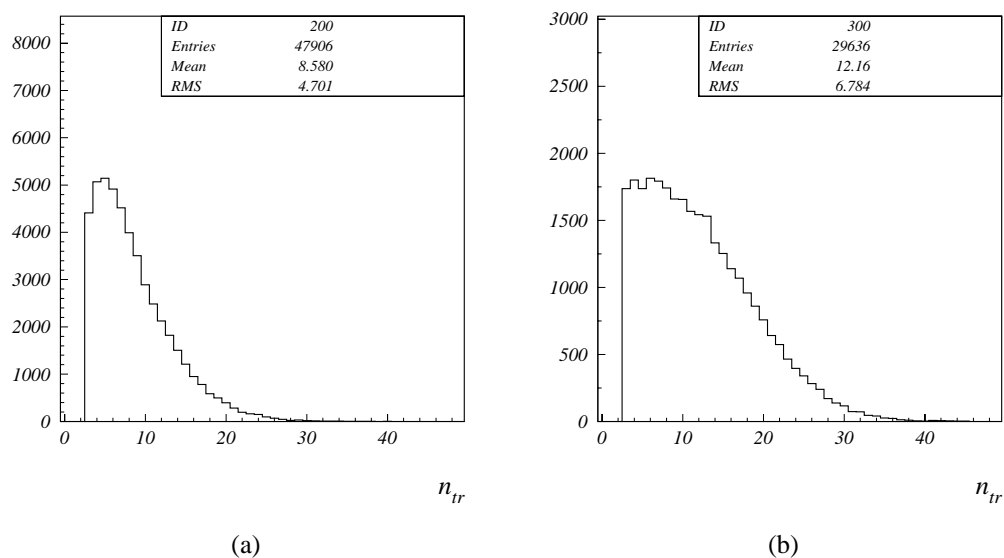 ID 200
Entries 47906
Mean 8.580
RMS 4.701
8000
7000
6000
5000
4000
3000
2000
1000
0
0 10 20 30 40
n_tr
(a)
ID 300
Entries 29636
Mean 12.16
RMS 6.784
3000
2500
2000
1750
1500
1000
500
0
0 10 20 30 40
n_tr
(b)